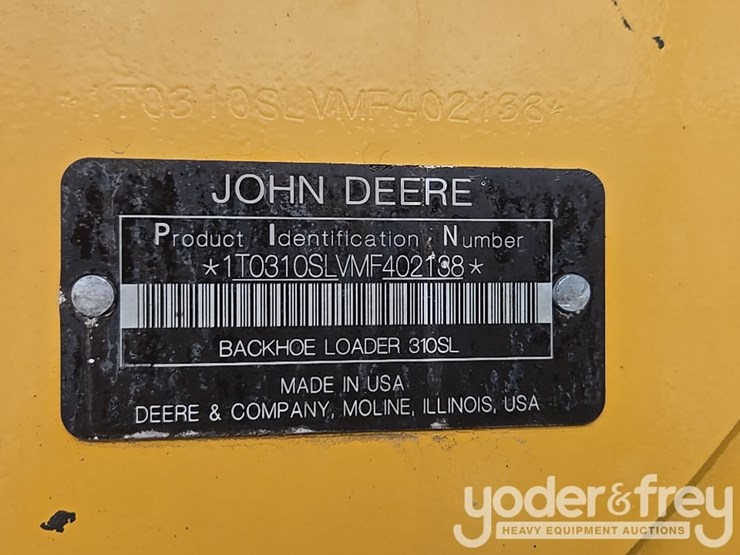 *1T0310SLVMF402138*
JOHN DEERE
Product Identification Number
*1T0310SLVMF402138*
BACKHOE LOADER 310SL
MADE IN USA
DEERE & COMPANY, MOLINE, ILLINOIS, USA
yoder&frey
HEAVY EQUIPMENT AUCTIONS